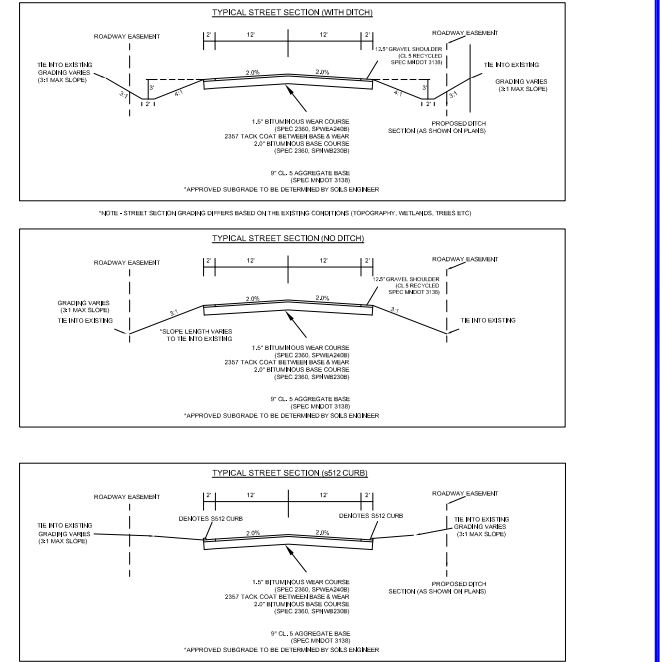 TYPICAL STREET SECTION (WITH DITCH)
ROADWAY EASEMENT
2' 12' 12' 2'
ROADWAY EASEMENT
12.5" GRAVEL SHOULDER
(CL 5 RECYCLED
SPEC MNDOT 3138)
TIE INTO EXISTING
GRADING VARIES
(3:1 MAX SLOPE)
TIE INTO EXISTING
GRADING VARIES
(3:1 MAX SLOPE)
2.0% 2.0%
3:1 3' 4:1 4:1 3' 3:1
2' 2'
PROPOSED DITCH
SECTION (AS SHOWN ON PLANS)
1.5" BITUMINOUS WEAR COURSE
(SPEC 2360, SPWEA240B)
2357 TACK COAT BETWEEN BASE & WEAR
2.0" BITUMINOUS BASE COURSE
(SPEC 2360, SPNWB230B)
9" CL. 5 AGGREGATE BASE
(SPEC MNDOT 3138)
*APPROVED SUBGRADE TO BE DETERMINED BY SOILS ENGINEER
*NOTE - STREET SECTION GRADING DIFFERS BASED ON THE EXISTING CONDITIONS (TOPOGRAPHY, WETLANDS, TREES ETC)
TYPICAL STREET SECTION (NO DITCH)
ROADWAY EASEMENT
2' 12' 12' 2'
ROADWAY EASEMENT
12.5" GRAVEL SHOULDER
(CL 5 RECYCLED
SPEC MNDOT 3138)
GRADING VARIES
(3:1 MAX SLOPE)
TIE INTO EXISTING
2.0% 2.0%
3:1 3:1
TIE INTO EXISTING
*SLOPE LENGTH VARIES
TO TIE INTO EXISTING
1.5" BITUMINOUS WEAR COURSE
(SPEC 2360, SPWEA240B)
2357 TACK COAT BETWEEN BASE & WEAR
2.0" BITUMINOUS BASE COURSE
(SPEC 2360, SPNWB230B)
9" CL. 5 AGGREGATE BASE
(SPEC MNDOT 3138)
*APPROVED SUBGRADE TO BE DETERMINED BY SOILS ENGINEER
TYPICAL STREET SECTION (s512 CURB)
ROADWAY EASEMENT
2' 12' 12' 2'
ROADWAY EASEMENT
DENOTES S512 CURB
DENOTES S512 CURB
TIE INTO EXISTING
GRADING VARIES
(3:1 MAX SLOPE)
TIE INTO EXISTING
GRADING VARIES
(3:1 MAX SLOPE)
2.0% 2.0%
PROPOSED DITCH
SECTION (AS SHOWN ON PLANS)
1.5" BITUMINOUS WEAR COURSE
(SPEC 2360, SPWEA240B)
2357 TACK COAT BETWEEN BASE & WEAR
2.0" BITUMINOUS BASE COURSE
(SPEC 2360, SPNWB230B)
9" CL. 5 AGGREGATE BASE
(SPEC MNDOT 3138)
*APPROVED SUBGRADE TO BE DETERMINED BY SOILS ENGINEER